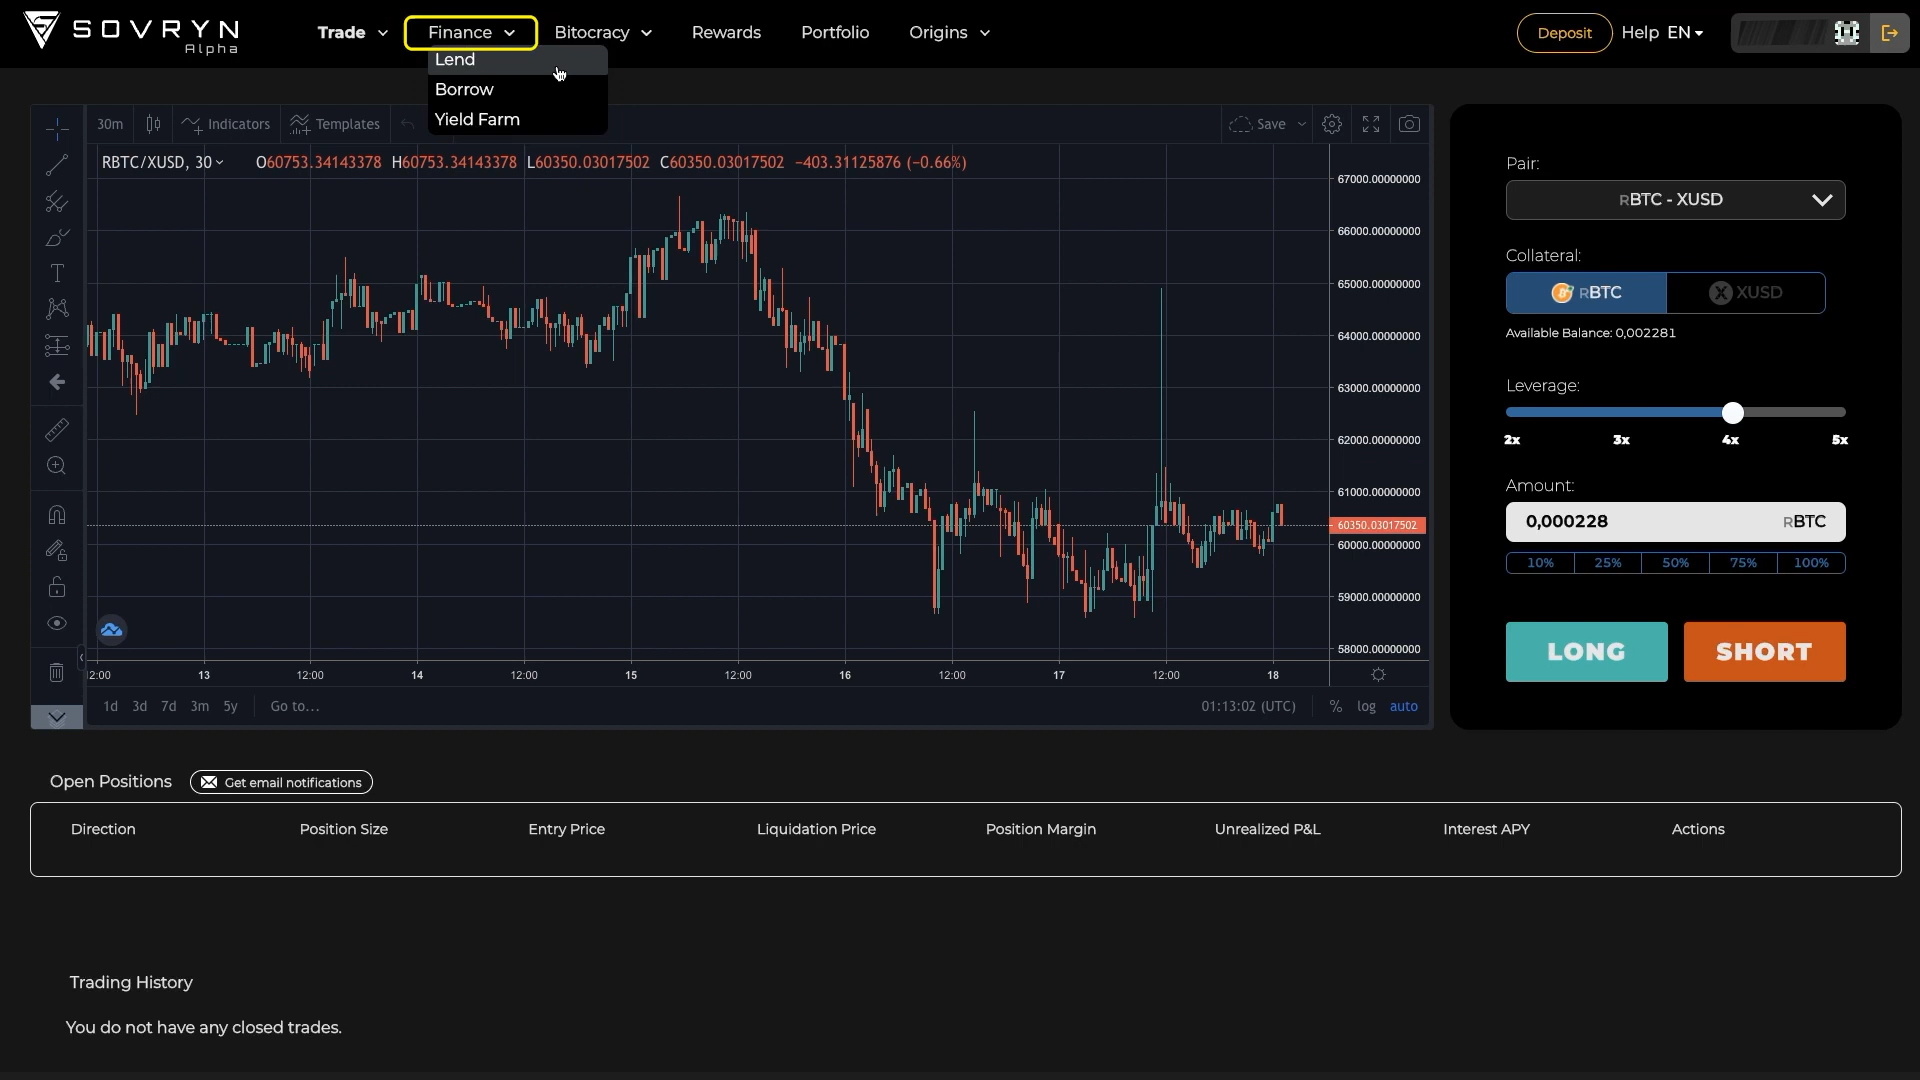 SOVRYN
Alpha
Trade
Finance
Bitocracy
Rewards
Portfolio
Origins
Deposit
Help
EN
Lend
Borrow
Yield Farm
30m
Indicators
Templates
Save
RBTC/XUSD, 30
O60753.34143378 H60753.34143378 L60350.03017502 C60350.03017502 −403.31125876 (−0.66%)
67000.00000000
66000.00000000
65000.00000000
64000.00000000
63000.00000000
62000.00000000
61000.00000000
60350.03017502
60000.00000000
59000.00000000
58000.00000000
2:00
13
12:00
14
12:00
15
12:00
16
12:00
17
12:00
18
1d 3d 7d 3m 5y
Go to...
01:13:02 (UTC)
%
log
auto
Pair:
RBTC - XUSD
Collateral:
RBTC
XUSD
Available Balance: 0,002281
Leverage:
2x 3x 4x 5x
Amount:
0,000228
RBTC
10% 25% 50% 75% 100%
LONG
SHORT
Open Positions
Get email notifications
Direction
Position Size
Entry Price
Liquidation Price
Position Margin
Unrealized P&L
Interest APY
Actions
Trading History
You do not have any closed trades.